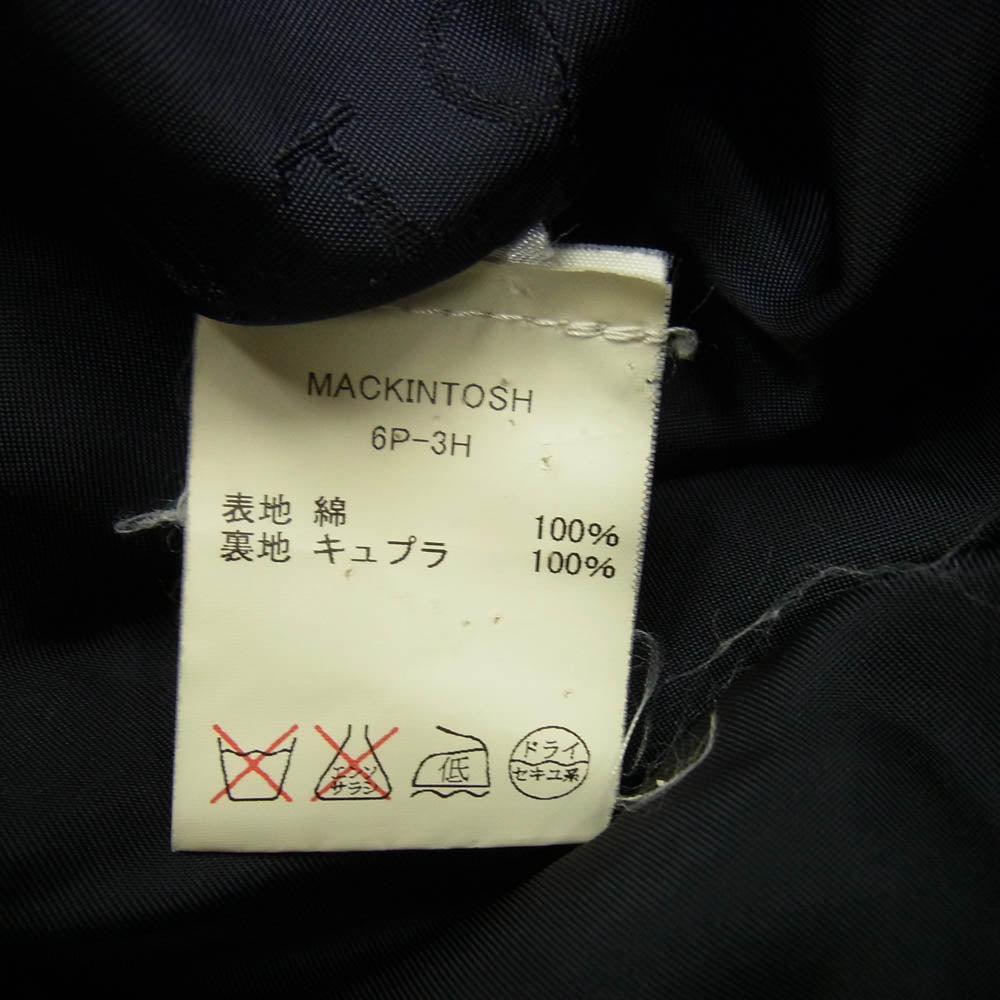 MACKINTOSH
6P-3H
表地 綿 100%
裏地 キュプラ 100%
エンソ
サラシ
低
ドライ
セキユ系